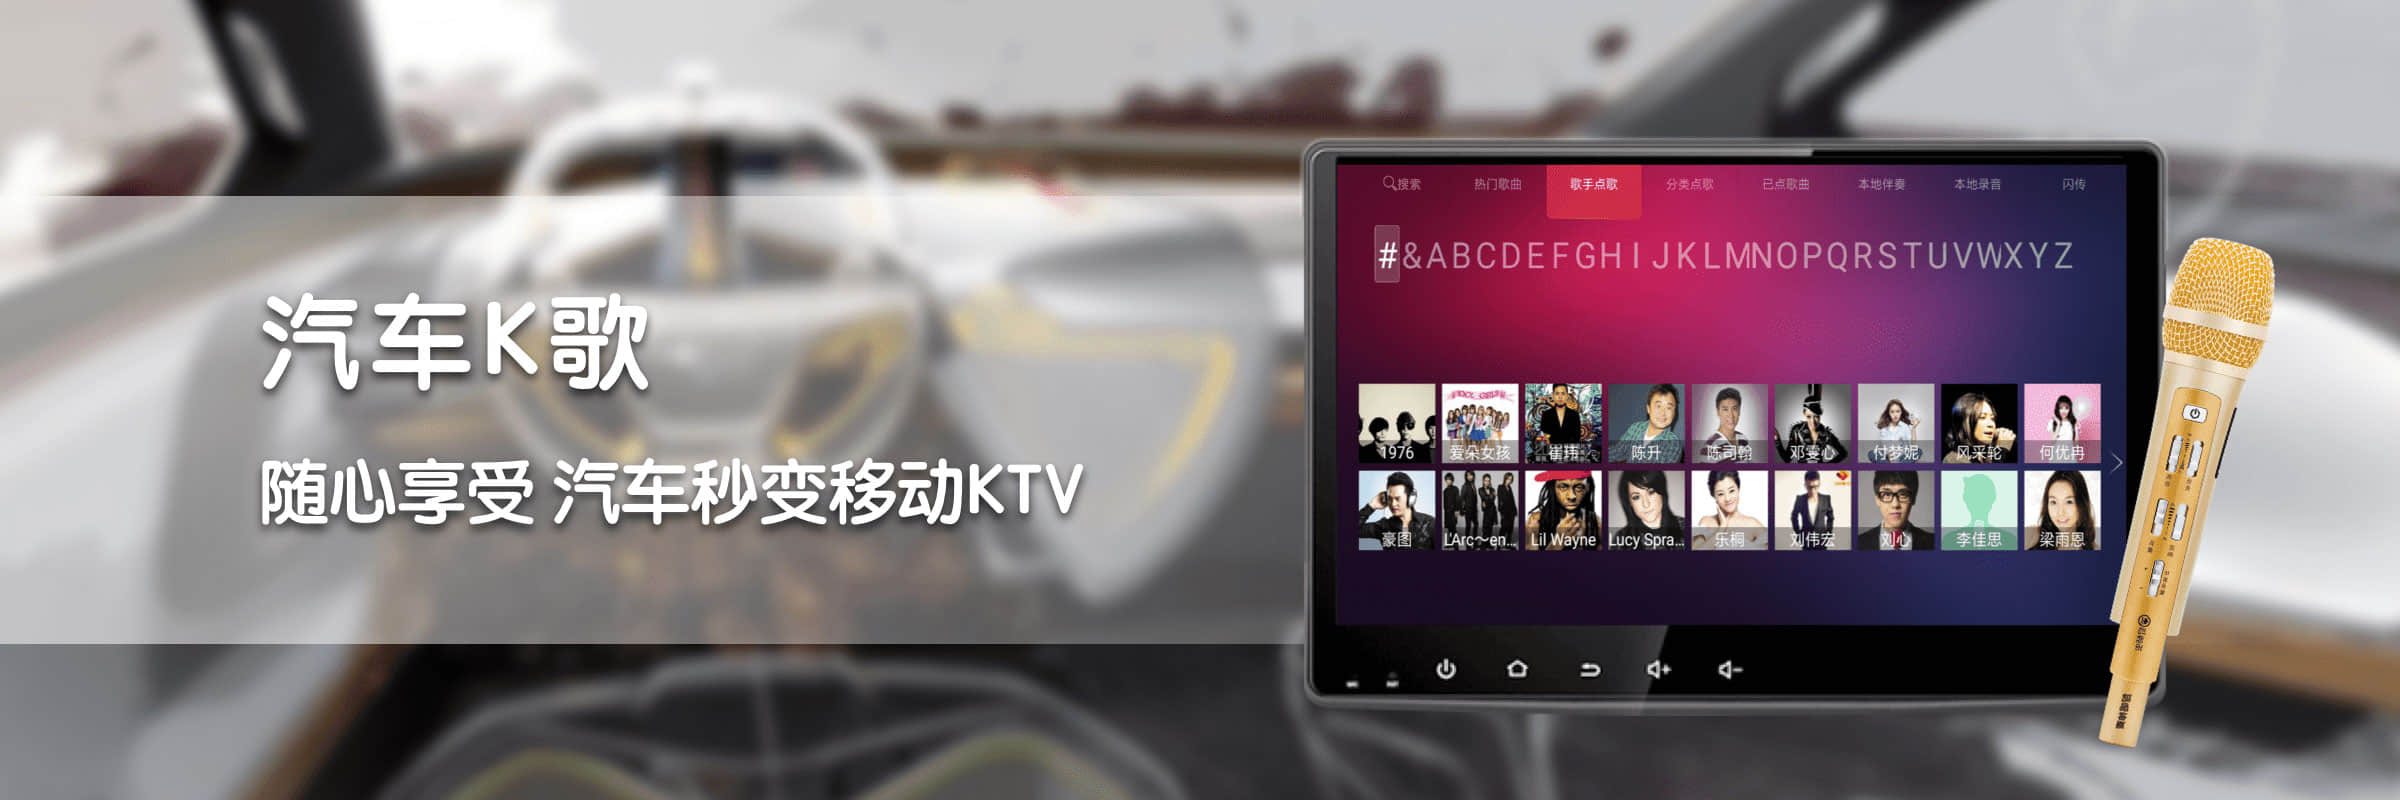 汽车K歌
随心享受 汽车秒变移动KTV
搜索 热门歌曲 歌手点歌 分类点歌 已点歌曲 本地伴奏 本地录音 闪传
#&ABCDEFGHIJKLMNOPQRSTUVWXYZ
1976 爱朵女孩 崔玮 陈升 陈司翰 邓雯心 付梦妮 风采轮 何优冉
豪图 L'Arc~en... Lil Wayne Lucy Spra... 乐桐 刘伟宏 刘心 李佳思 梁雨恩